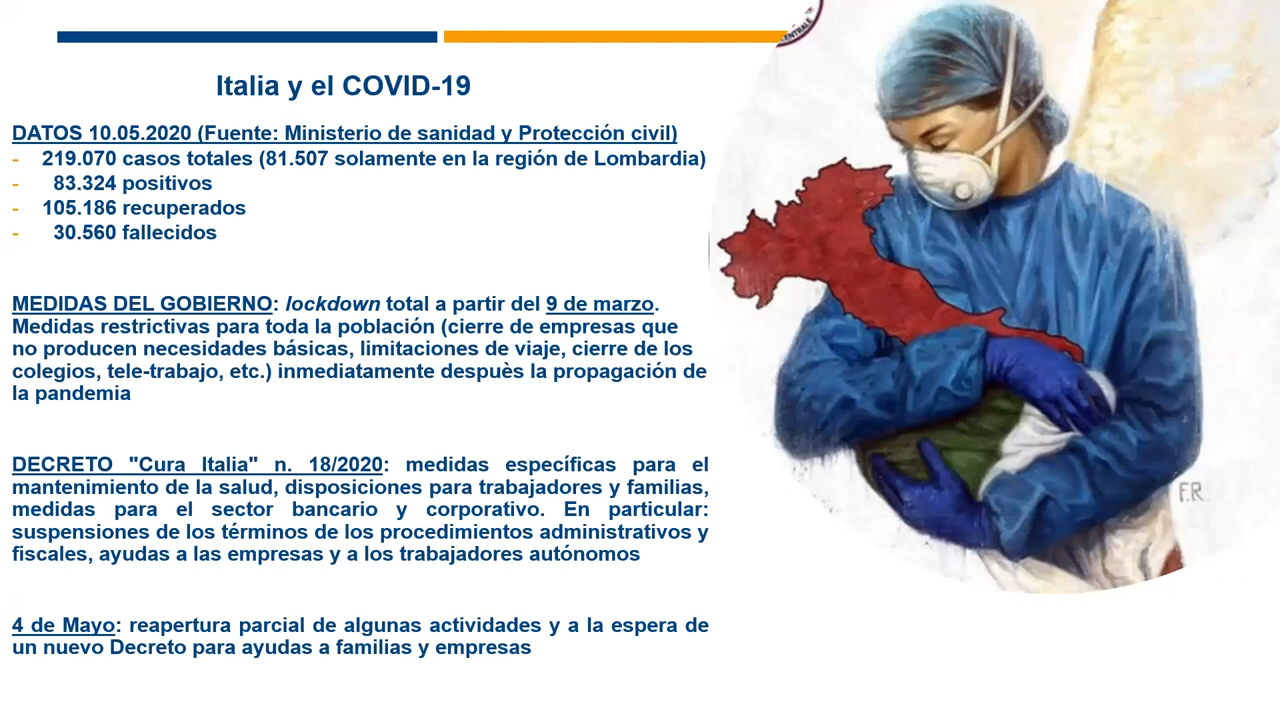 CENTRALE
Italia y el COVID-19
DATOS 10.05.2020 (Fuente: Ministerio de sanidad y Protección civil)
- 219.070 casos totales (81.507 solamente en la región de Lombardia)
- 83.324 positivos
- 105.186 recuperados
- 30.560 fallecidos
MEDIDAS DEL GOBIERNO: lockdown total a partir del 9 de marzo.
Medidas restrictivas para toda la población (cierre de empresas que
no producen necesidades básicas, limitaciones de viaje, cierre de los
colegios, tele-trabajo, etc.) inmediatamente despuès la propagación de
la pandemia
DECRETO "Cura Italia" n. 18/2020: medidas específicas para el
mantenimiento de la salud, disposiciones para trabajadores y familias,
medidas para el sector bancario y corporativo. En particular:
suspensiones de los términos de los procedimientos administrativos y
fiscales, ayudas a las empresas y a los trabajadores autónomos
4 de Mayo: reapertura parcial de algunas actividades y a la espera de
un nuevo Decreto para ayudas a familias y empresas
F.R